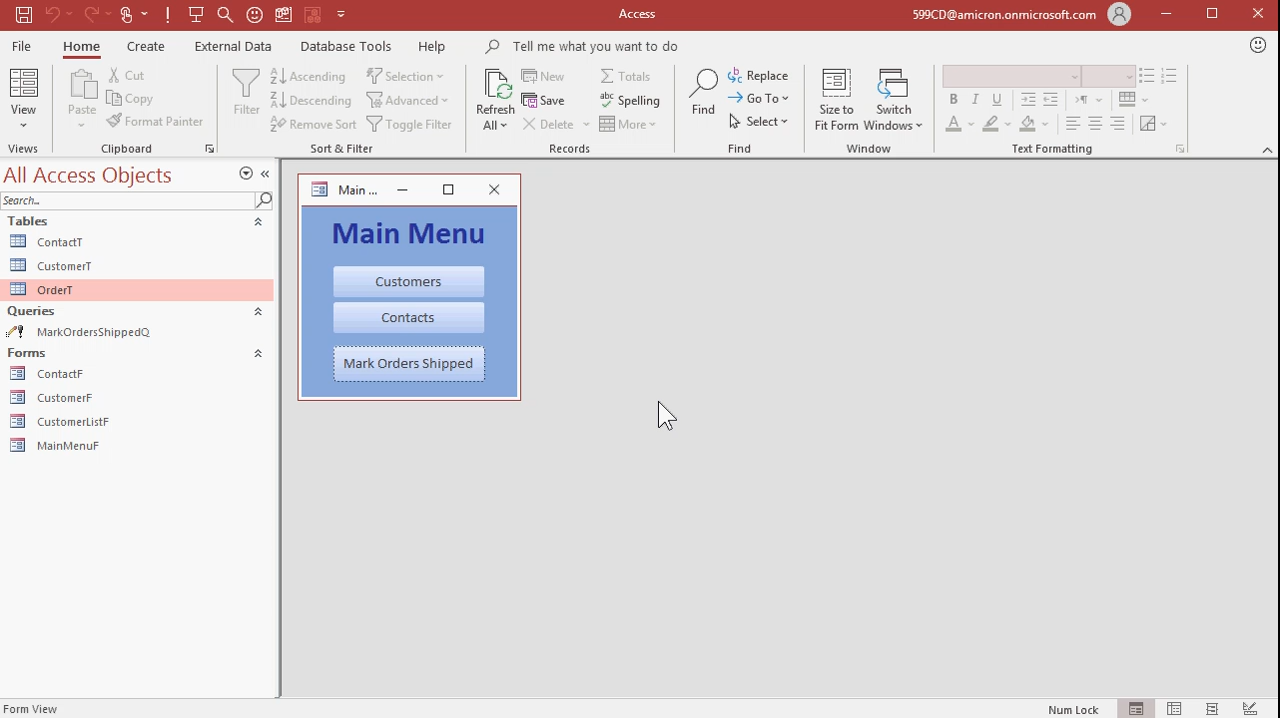 Access
599CD@amicron.onmicrosoft.com
File Home Create External Data Database Tools Help Tell me what you want to do
View
Views
Paste
Cut
Copy
Format Painter
Clipboard
Filter
Ascending
Descending
Remove Sort
Selection
Advanced
Toggle Filter
Sort & Filter
Refresh
All
New
Save
Delete
Totals
Spelling
More
Records
Find
Replace
Go To
Select
Find
Size to
Fit Form
Switch
Windows
Window
B I U
A
Text Formatting
All Access Objects
Search...
Tables
ContactT
CustomerT
OrderT
Queries
MarkOrdersShippedQ
Forms
ContactF
CustomerF
CustomerListF
MainMenuF
Main ...
Main Menu
Customers
Contacts
Mark Orders Shipped
Form View
Num Lock